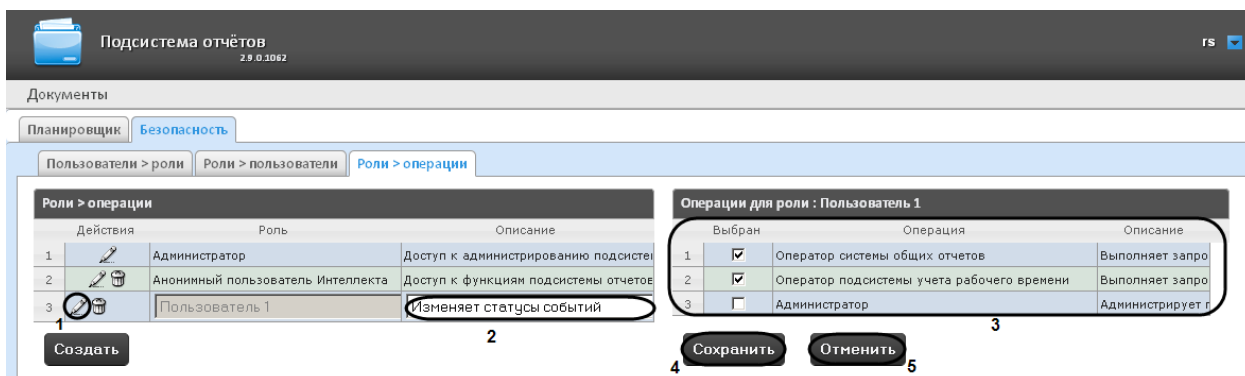 Подсистема отчётов
2.9.0.1062
rs
Документы
Планировщик Безопасность
Пользователи > роли Роли > пользователи Роли > операции
Роли > операции
Действия Роль Описание
1 Администратор Доступ к администрированию подсисте
2 Анонимный пользователь Интеллекта Доступ к функциям подсистемы отчетов
3 Пользователь 1 Изменяет статусы событий
1
2
Создать
Операции для роли : Пользователь 1
Выбран Операция Описание
1 Оператор системы общих отчетов Выполняет запро
2 Оператор подсистемы учета рабочего времени Выполняет запро
3 Администратор Администрирует
3
Сохранить Отменить
4
5